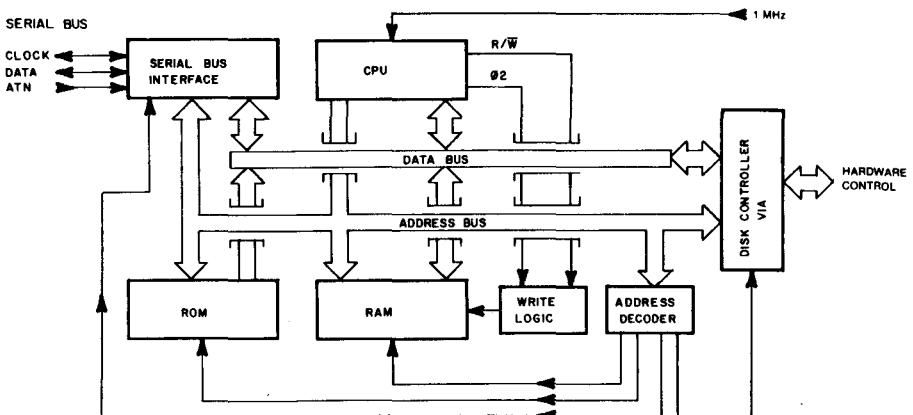 SERIAL BUS
CLOCK
DATA
ATN
SERIAL BUS
INTERFACE
CPU
R/W̅
Ø2
1 MHz
DATA BUS
ADDRESS BUS
DISK CONTROLLER
VIA
HARDWARE
CONTROL
ROM
RAM
WRITE
LOGIC
ADDRESS
DECODER